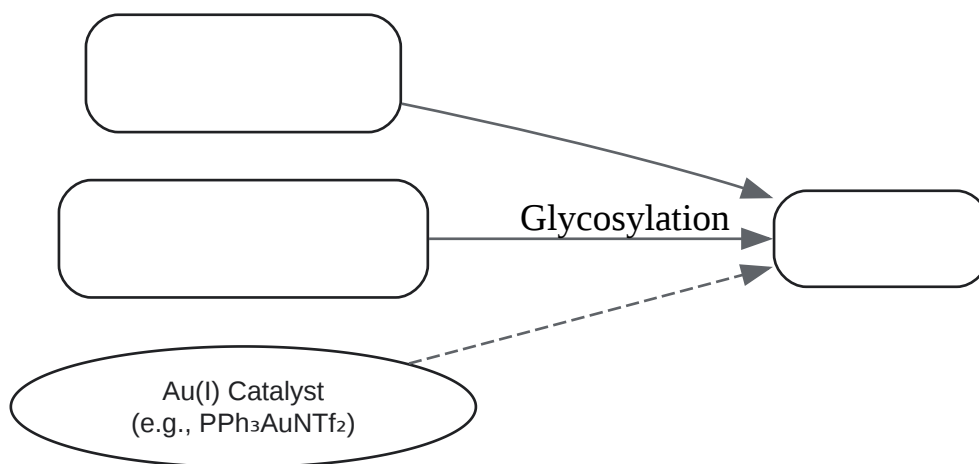 Glycosylation
Au(I) Catalyst
(e.g., PPh₃AuNTf₂)